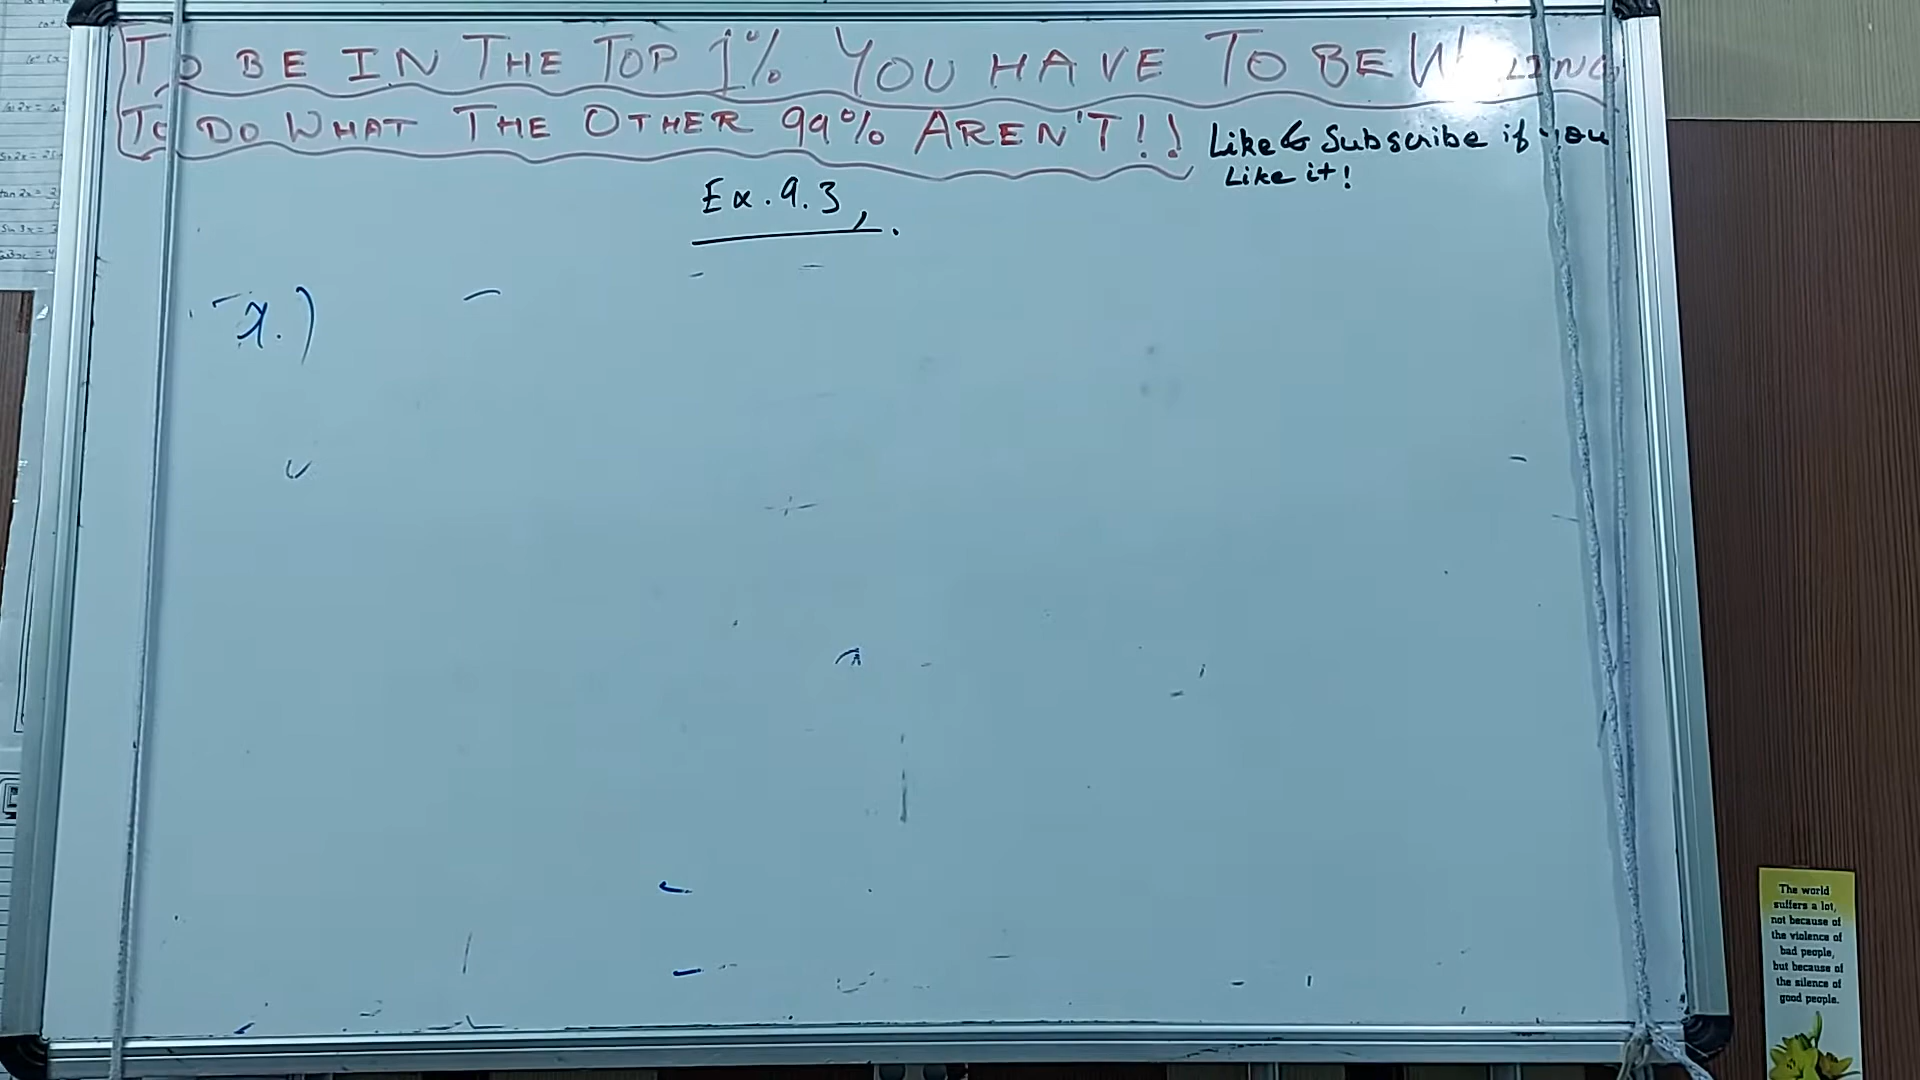 TO BE IN THE TOP 1% YOU HAVE TO BE
TO DO WHAT THE OTHER 99% AREN'T!!
Like & Subscribe if you
Like it!
Ex. 9.3,
x.)
The world
suffers a lot,
not because of
the violence of
bad people,
but because of
the silence of
good people.